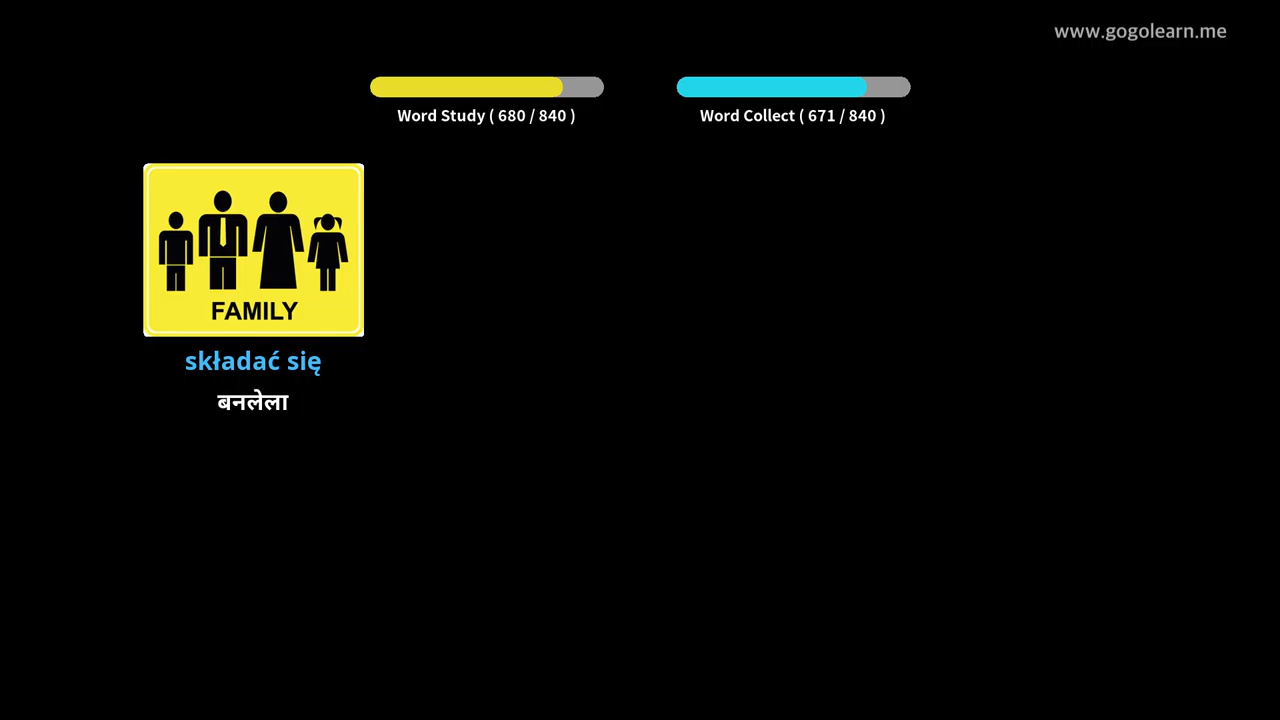 www.gogolearn.me
Word Study ( 680 / 840 )
Word Collect ( 671 / 840 )
FAMILY
składać się
बनलेला